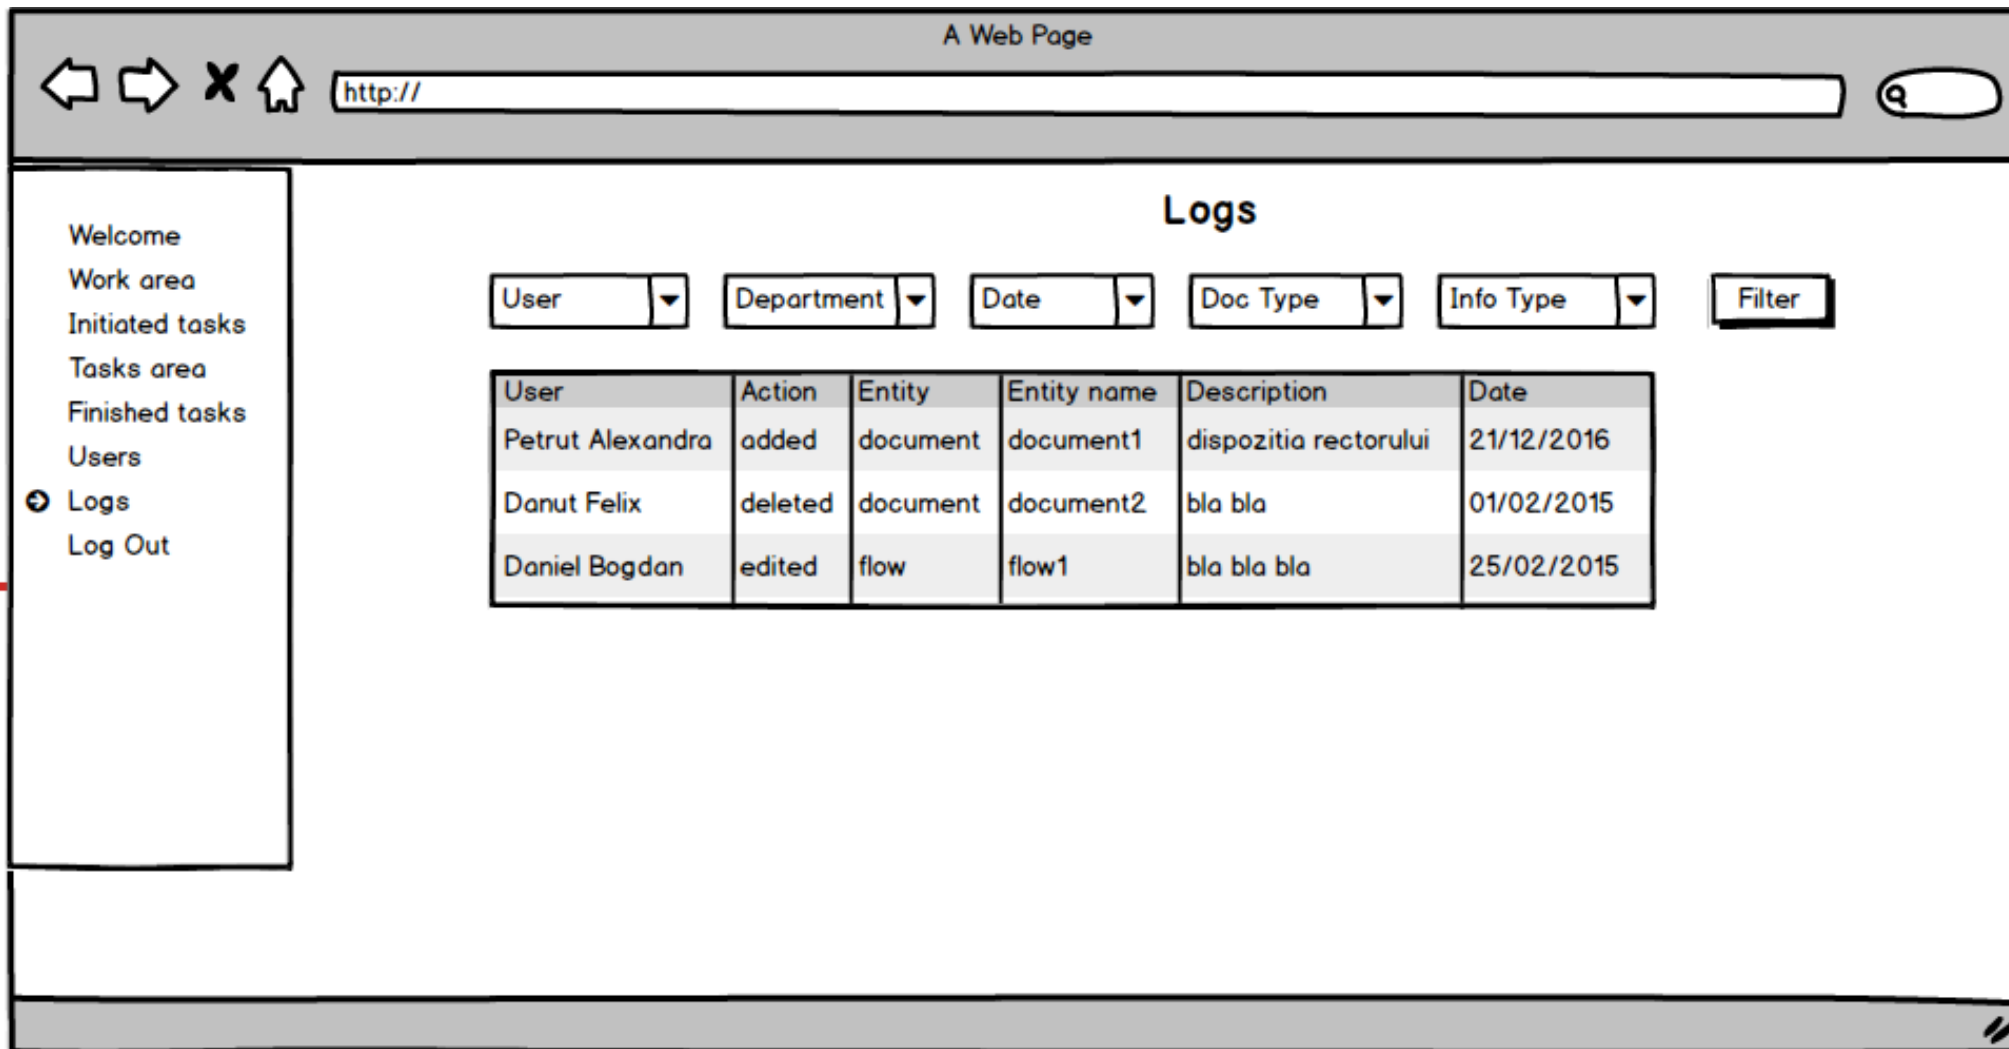 A Web Page
http://
Welcome
Work area
Initiated tasks
Tasks area
Finished tasks
Users
Logs
Log Out
Logs
User Department Date Doc Type Info Type Filter
User Action Entity Entity name Description Date
Petrut Alexandra added document document1 dispozitia rectorului 21/12/2016
Danut Felix deleted document document2 bla bla 01/02/2015
Daniel Bogdan edited flow flow1 bla bla bla 25/02/2015